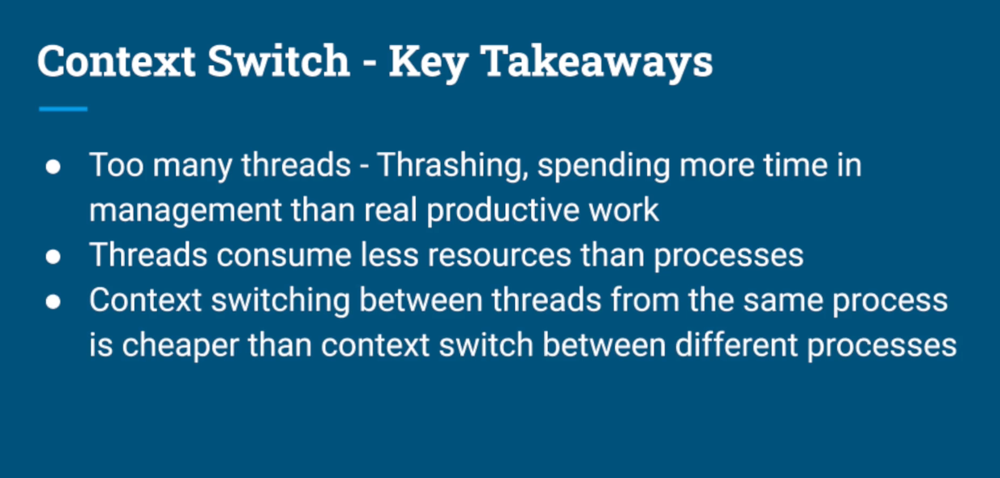 Context Switch - Key Takeaways
● Too many threads - Thrashing, spending more time in
management than real productive work
● Threads consume less resources than processes
● Context switching between threads from the same process
is cheaper than context switch between different processes